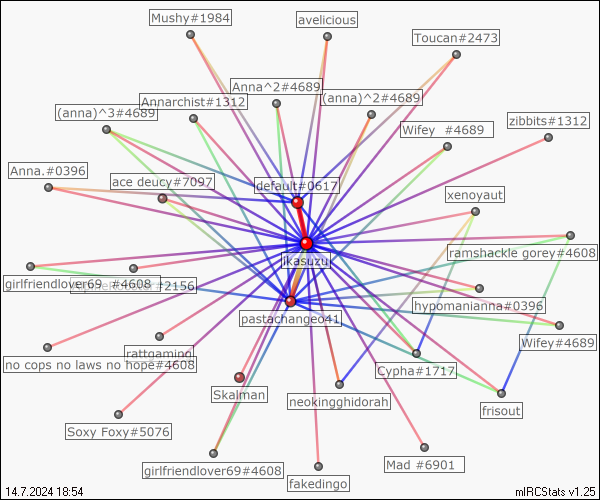 Mushy#1984
avelicious
Toucan#2473
Anna^2#4689
(anna)^2#4689
Annarchist#1312
(anna)^3#4689
zibbits#1312
Wifey  #4689
Anna.#0396
ace deucy#7097
default#0617
xenoyaut
ikasuzu
ramshackle gorey#4608
girlfriendlover69  #4608
#2156
hypomanianna#0396
pastachange041
Wifey#4689
rattgaming
no cops no laws no hope#4608
Cypha#1717
Skalman
neokingghidorah
frisout
Soxy Foxy#5076
girlfriendlover69#4608
Mad #6901
fakedingo
14.7.2024 18:54
mIRCStats v1.25